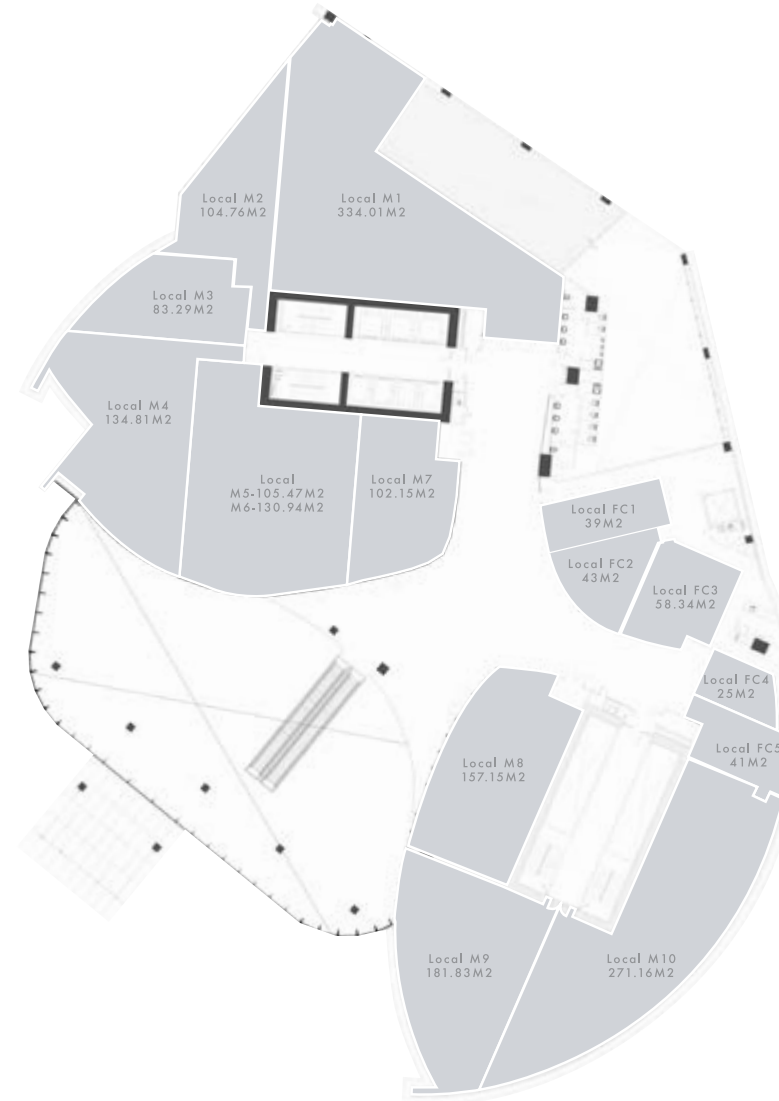 Local M1
334.01M2
Local M2
104.76M2
Local M3
83.29M2
Local M4
134.81M2
Local
M5-105.47M2
M6-130.94M2
Local M7
102.15M2
Local FC1
39M2
Local FC2
43M2
Local FC3
58.34M2
Local FC4
25M2
Local FC5
41M2
Local M8
157.15M2
Local M9
181.83M2
Local M10
271.16M2